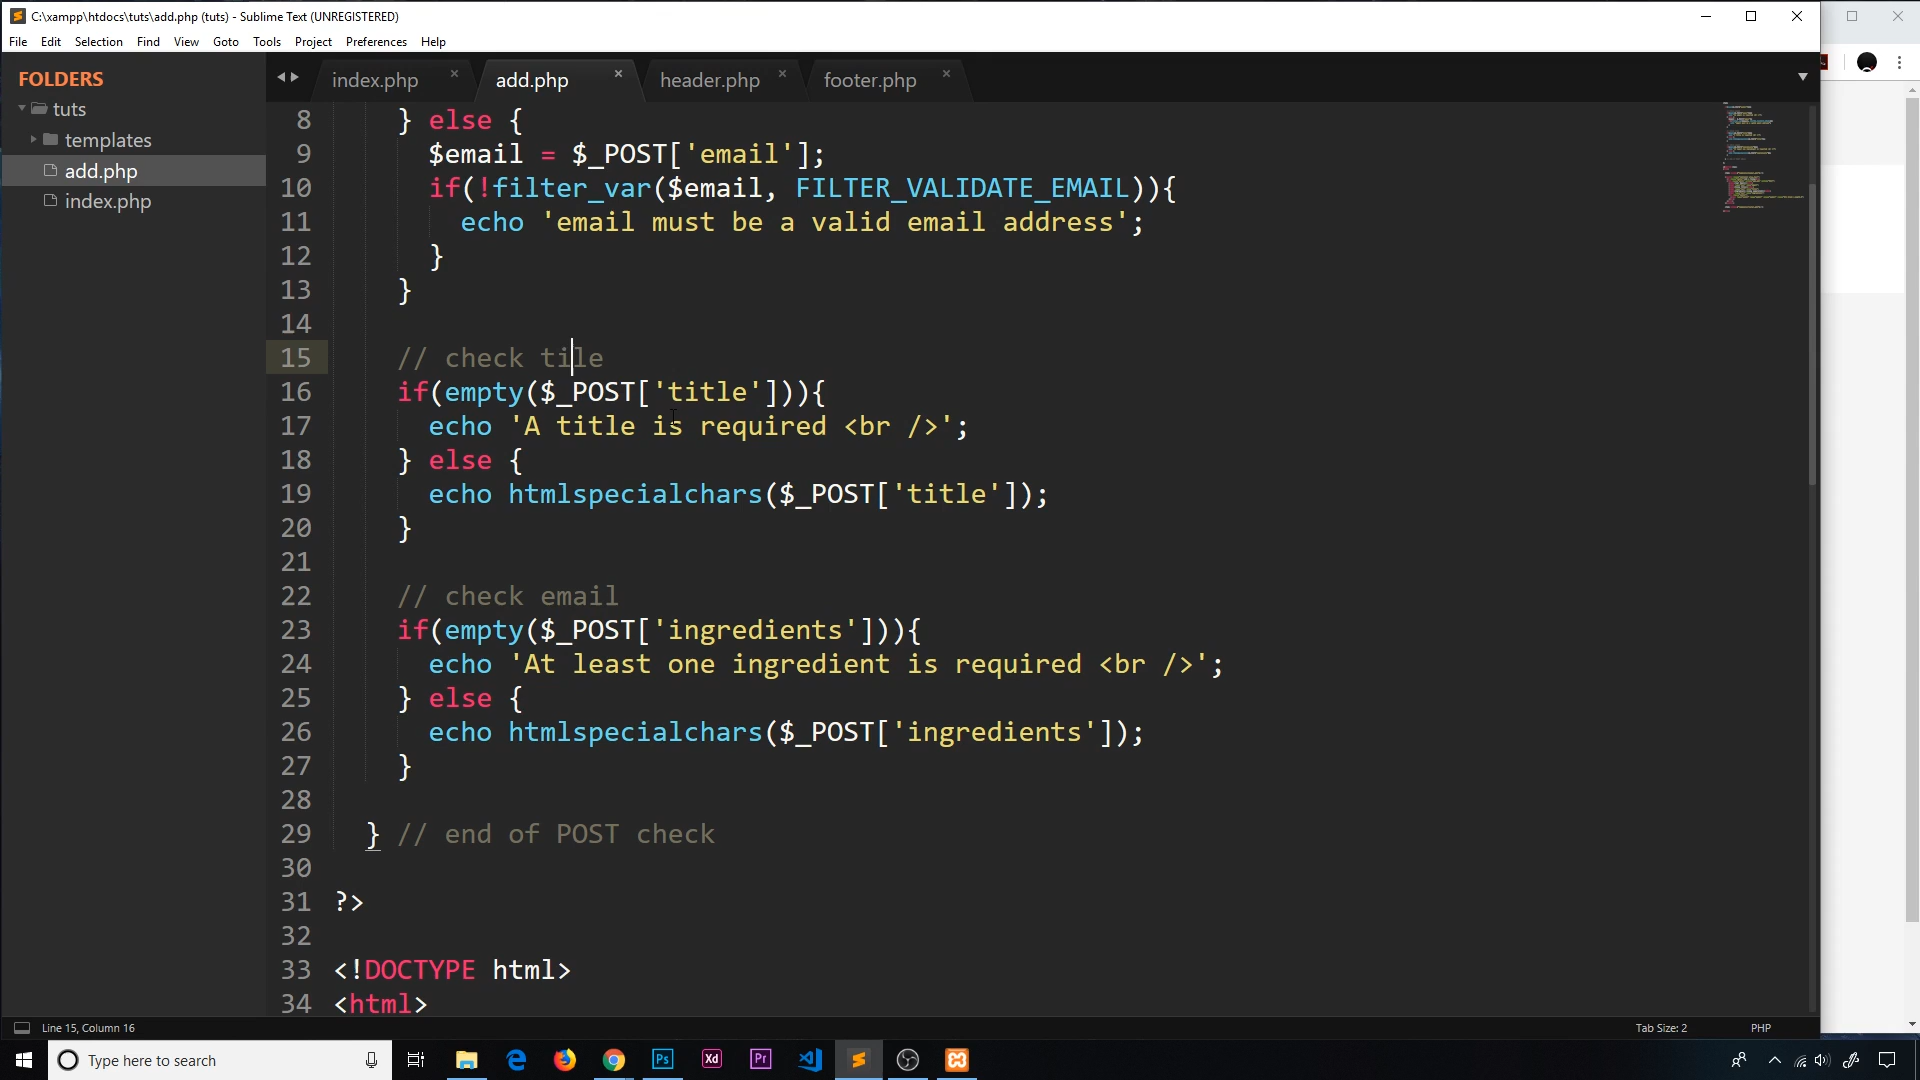 C:\xampp\htdocs\tuts\add.php (tuts) - Sublime Text (UNREGISTERED)
File Edit Selection Find View Goto Tools Project Preferences Help
FOLDERS
tuts
templates
add.php
index.php
index.php × add.php × header.php × footer.php ×
8 } else {
9 $email = $_POST['email'];
10 if(!filter_var($email, FILTER_VALIDATE_EMAIL)){
11 echo 'email must be a valid email address';
12 }
13 }
14
15 // check tile
16 if(empty($_POST['title'])){
17 echo 'A title is required <br />';
18 } else {
19 echo htmlspecialchars($_POST['title']);
20 }
21
22 // check email
23 if(empty($_POST['ingredients'])){
24 echo 'At least one ingredient is required <br />';
25 } else {
26 echo htmlspecialchars($_POST['ingredients']);
27 }
28
29 } // end of POST check
30
31 ?>
32
33 <!DOCTYPE html>
34 <html>
Line 15, Column 16 Tab Size: 2 PHP
Type here to search Ps Xd Pr